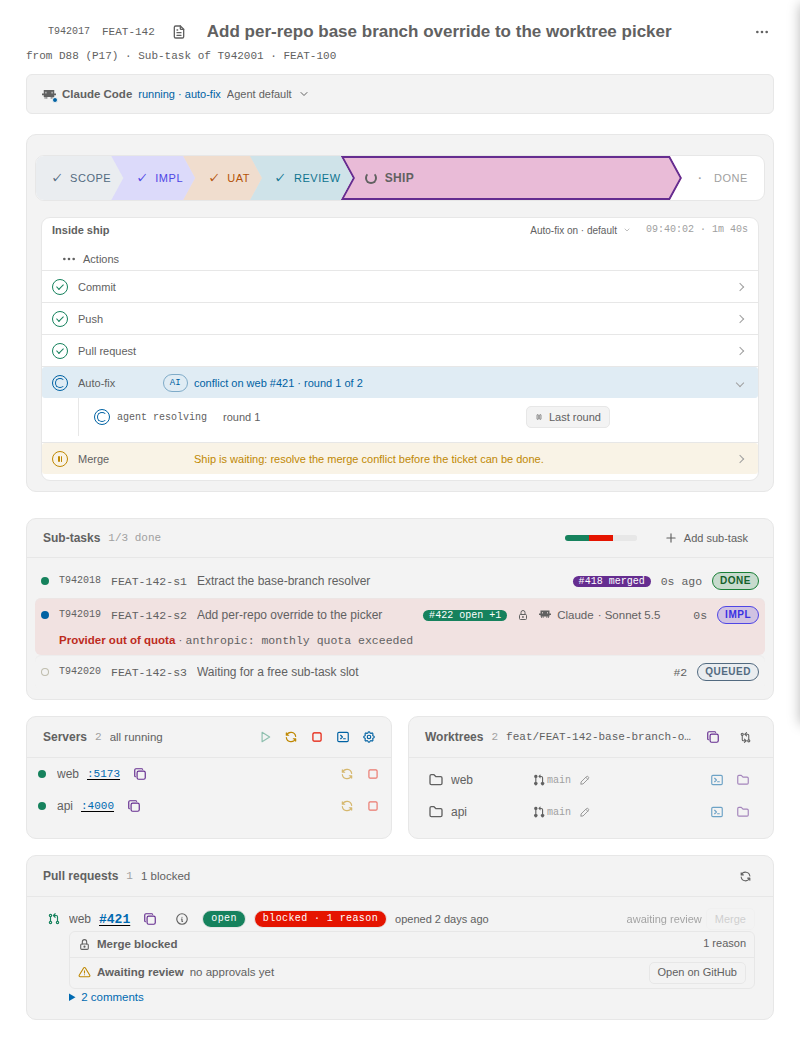 T942017 FEAT-142 Add per-repo base branch override to the worktree picker
from D88 (P17) · Sub-task of T942001 · FEAT-100
Claude Code running · auto-fix Agent default
SCOPE IMPL UAT REVIEW SHIP DONE
Inside ship Auto-fix on · default 09:40:02 · 1m 40s
Actions
Commit
Push
Pull request
Auto-fix AI conflict on web #421 · round 1 of 2
agent resolving round 1 Last round
Merge Ship is waiting: resolve the merge conflict before the ticket can be done.
Sub-tasks 1/3 done Add sub-task
T942018 FEAT-142-s1 Extract the base-branch resolver #418 merged 0s ago DONE
T942019 FEAT-142-s2 Add per-repo override to the picker #422 open +1 Claude · Sonnet 5.5 0s IMPL
Provider out of quota · anthropic: monthly quota exceeded
T942020 FEAT-142-s3 Waiting for a free sub-task slot #2 QUEUED
Servers 2 all running
web :5173
api :4000
Worktrees 2 feat/FEAT-142-base-branch-o…
web main
api main
Pull requests 1 1 blocked
web #421 open blocked · 1 reason opened 2 days ago awaiting review Merge
Merge blocked 1 reason
Awaiting review no approvals yet Open on GitHub
2 comments